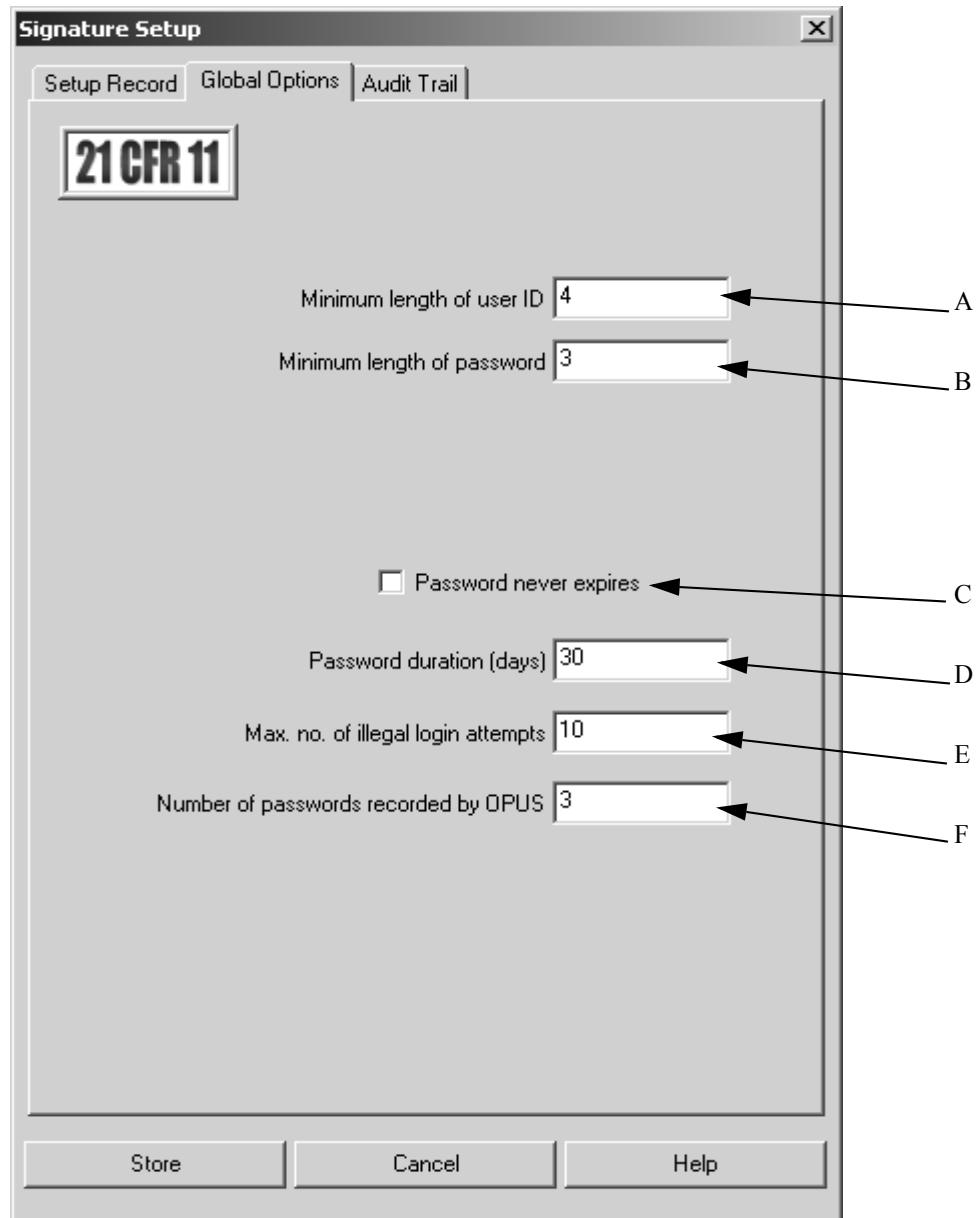 Signature Setup
Setup Record Global Options Audit Trail
21 CFR 11
Minimum length of user ID 4 A
Minimum length of password 3 B
Password never expires C
Password duration (days) 30 D
Max. no. of illegal login attempts 10 E
Number of passwords recorded by OPUS 3 F
Store Cancel Help